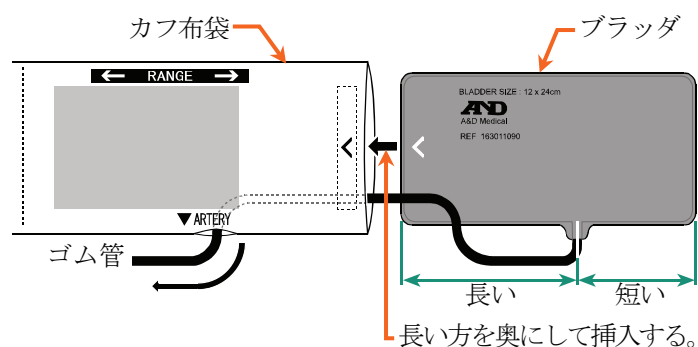 カフ布袋
ブラッダ
← RANGE →
BLADDER SIZE : 12 x 24cm
AND
A&D Medical
REF 163011090
<
<
▼ ARTERY
ゴム管
長い
短い
長い方を奥にして挿入する。